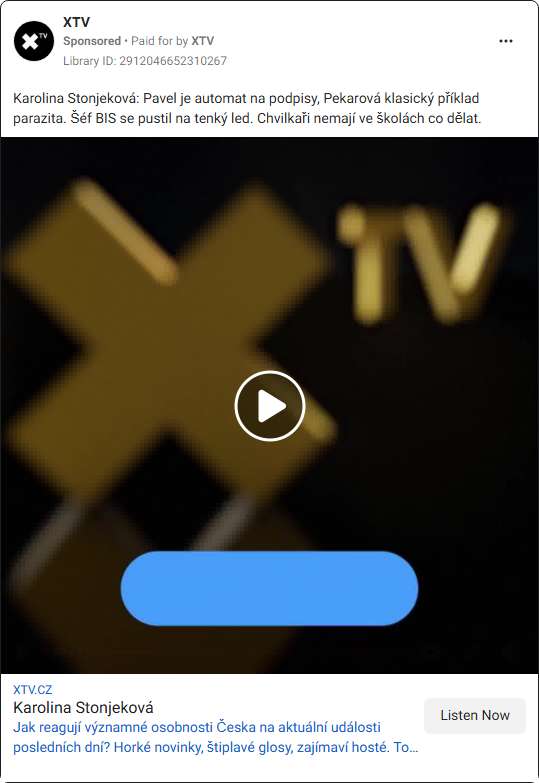 XTV
Sponsored • Paid for by XTV
Library ID: 2912046652310267
XTV
Karolina Stonjeková: Pavel je automat na podpisy, Pekarová klasický příklad
parazita. Šéf BIS se pustil na tenký led. Chvilkaři nemají ve školách co dělat.
XTV
XTV.CZ
Karolina Stonjeková
Jak reagují významné osobnosti Česka na aktuální události
posledních dní? Horké novinky, štiplavé glosy, zajímaví hosté. To...
Listen Now